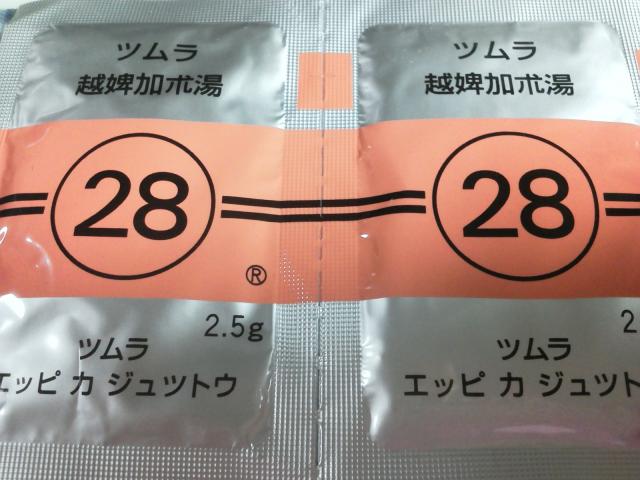 ツムラ
越婢加朮湯
28
®
2.5g
ツムラ
エッピ カ ジュツトウ
ツムラ
越婢加朮湯
28
2
ツムラ
エッピ カ ジュツト